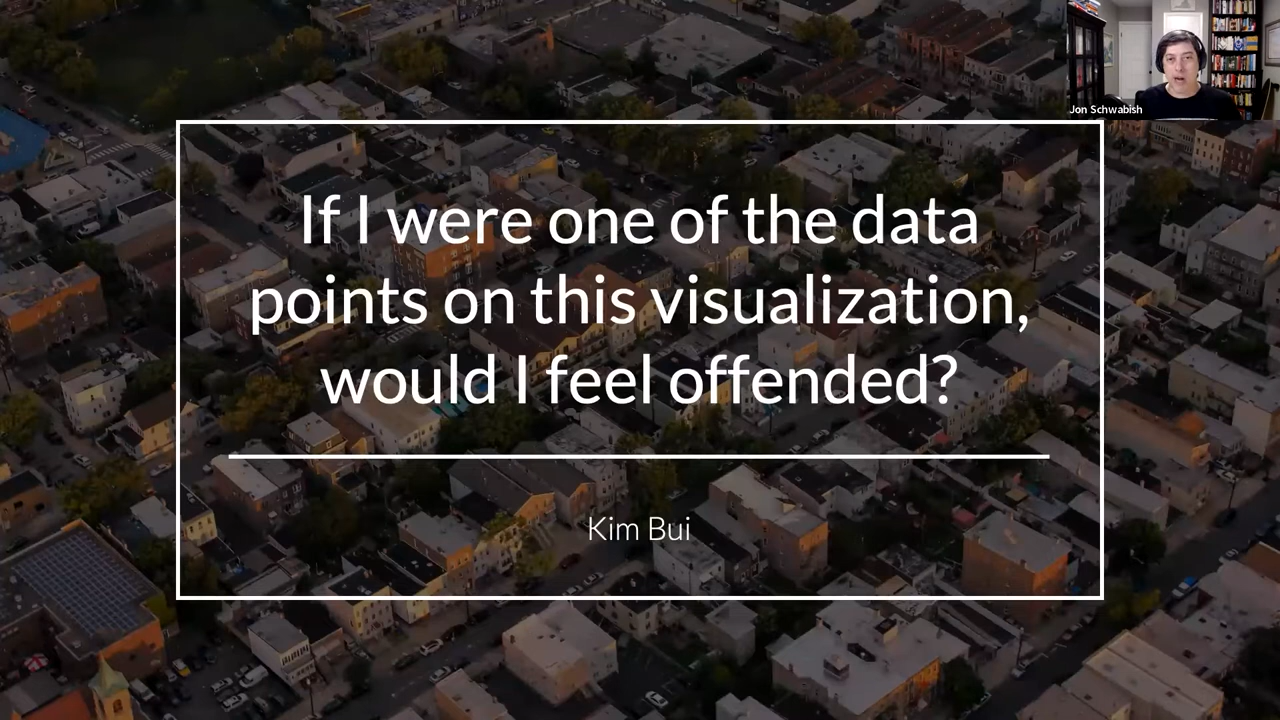 Jon Schwabish
If I were one of the data
points on this visualization,
would I feel offended?
Kim Bui